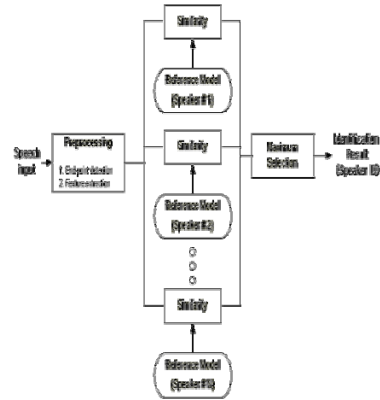 Similarity
Reference Model
(Speaker #1)
Speech
input
Preprocessing
1. Endpoint detection
2. Feature extraction
Similarity
Maximum
Selection
Identification
Result
(Speaker ID)
Reference Model
(Speaker #2)
Similarity
Reference Model
(Speaker